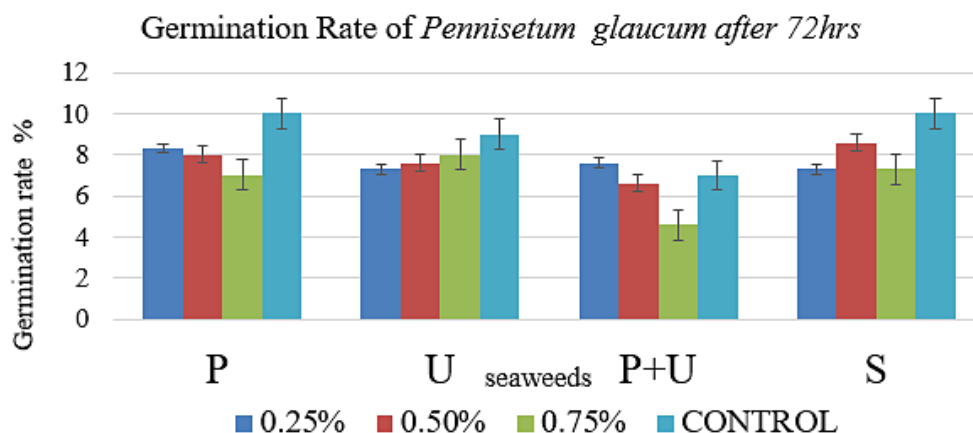 Germination Rate of Pennisetum glaucum after 72hrs
Germination rate %
12
10
8
6
4
2
0
P U seaweeds P+U S
0.25% 0.50% 0.75% CONTROL